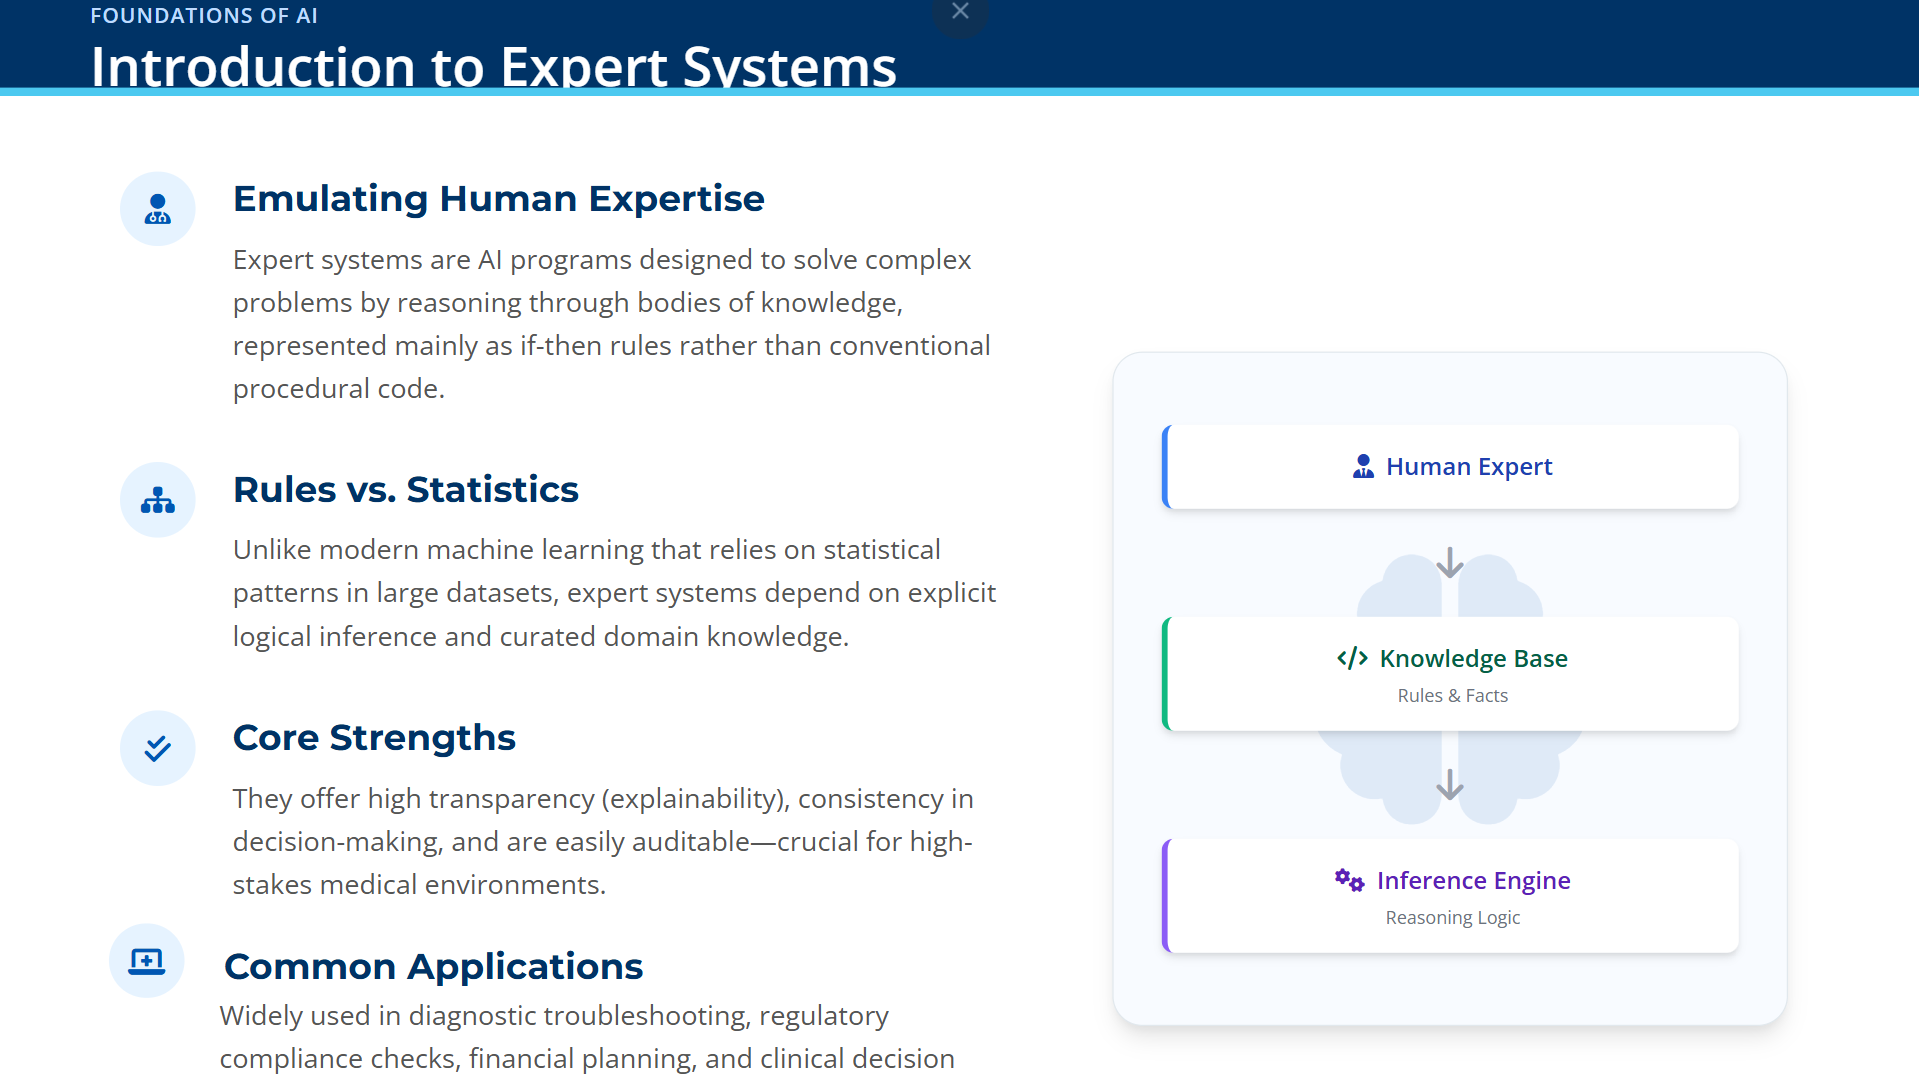 FOUNDATIONS OF AI
Introduction to Expert Systems
Emulating Human Expertise
Expert systems are AI programs designed to solve complex
problems by reasoning through bodies of knowledge,
represented mainly as if-then rules rather than conventional
procedural code.
Rules vs. Statistics
Unlike modern machine learning that relies on statistical
patterns in large datasets, expert systems depend on explicit
logical inference and curated domain knowledge.
Core Strengths
They offer high transparency (explainability), consistency in
decision-making, and are easily auditable—crucial for high-
stakes medical environments.
Common Applications
Widely used in diagnostic troubleshooting, regulatory
compliance checks, financial planning, and clinical decision
Human Expert
Knowledge Base
Rules & Facts
Inference Engine
Reasoning Logic